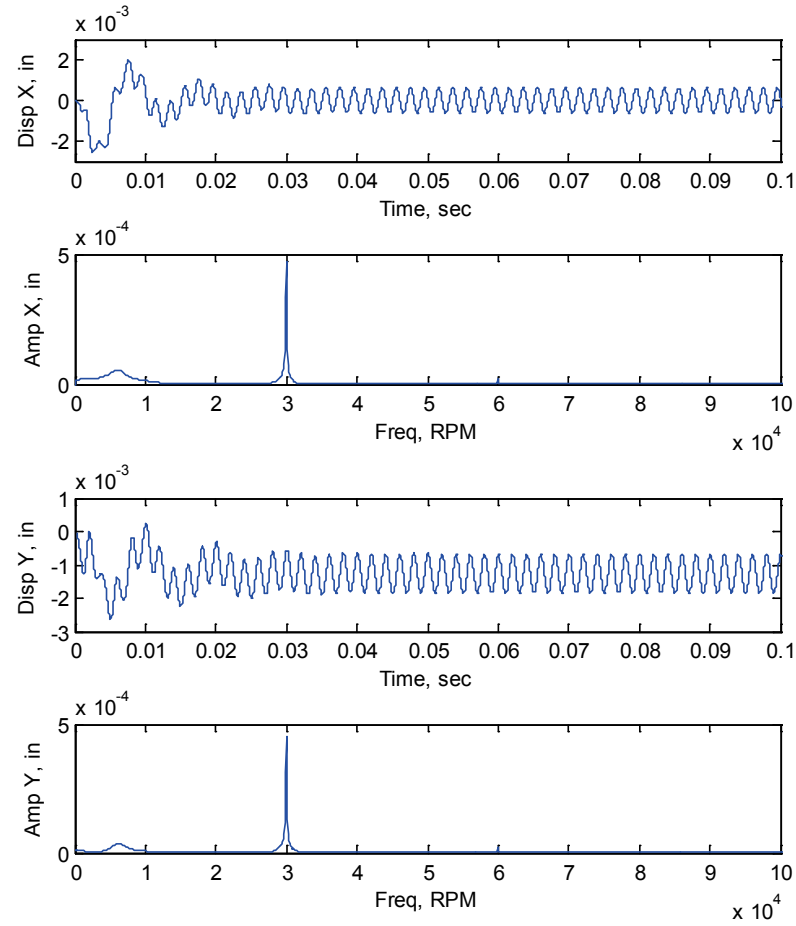 x 10⁻³
2
0
-2
Disp X, in
0 0.01 0.02 0.03 0.04 0.05 0.06 0.07 0.08 0.09 0.1
Time, sec
x 10⁻⁴
5
0
Amp X, in
0 1 2 3 4 5 6 7 8 9 10
Freq, RPM
x 10⁴
x 10⁻³
1
0
-1
-2
-3
Disp Y, in
0 0.01 0.02 0.03 0.04 0.05 0.06 0.07 0.08 0.09 0.1
Time, sec
x 10⁻⁴
5
0
Amp Y, in
0 1 2 3 4 5 6 7 8 9 10
Freq, RPM
x 10⁴